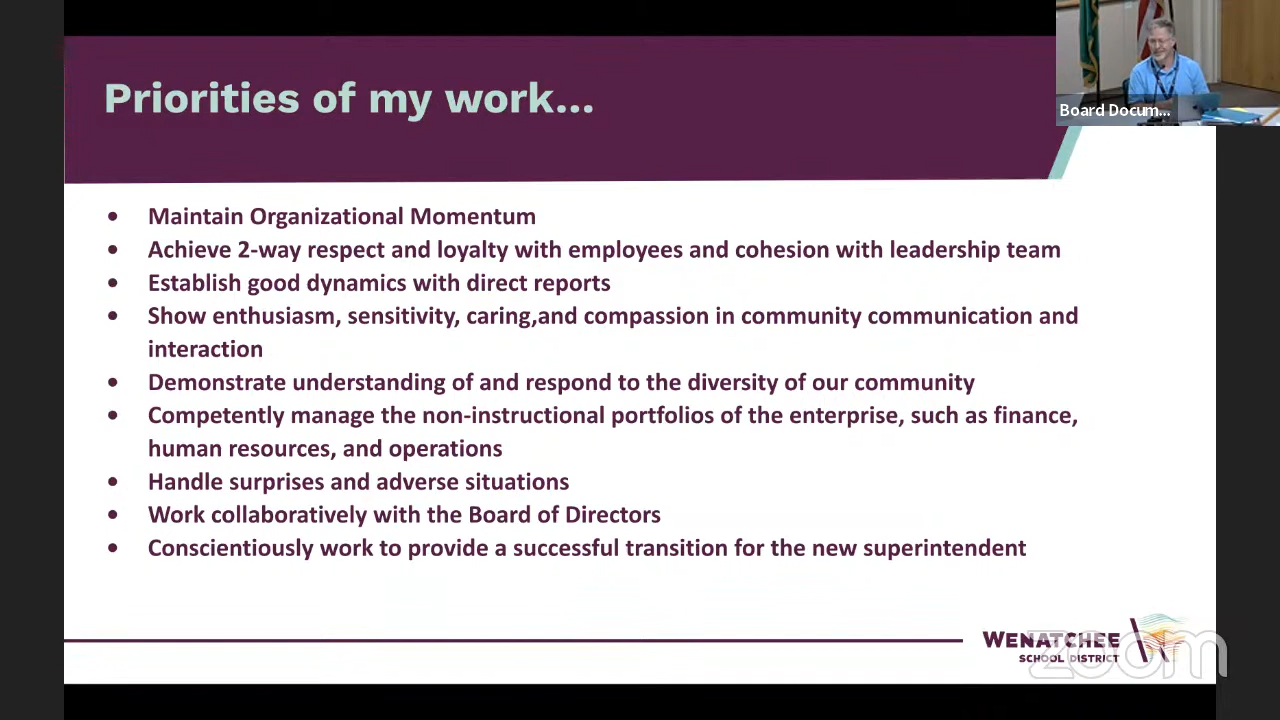 Priorities of my work...
Board Docum...
• Maintain Organizational Momentum
• Achieve 2-way respect and loyalty with employees and cohesion with leadership team
• Establish good dynamics with direct reports
• Show enthusiasm, sensitivity, caring,and compassion in community communication and
interaction
• Demonstrate understanding of and respond to the diversity of our community
• Competently manage the non-instructional portfolios of the enterprise, such as finance,
human resources, and operations
• Handle surprises and adverse situations
• Work collaboratively with the Board of Directors
• Conscientiously work to provide a successful transition for the new superintendent
WENATCHEE
SCHOOL DISTRICT
zoom